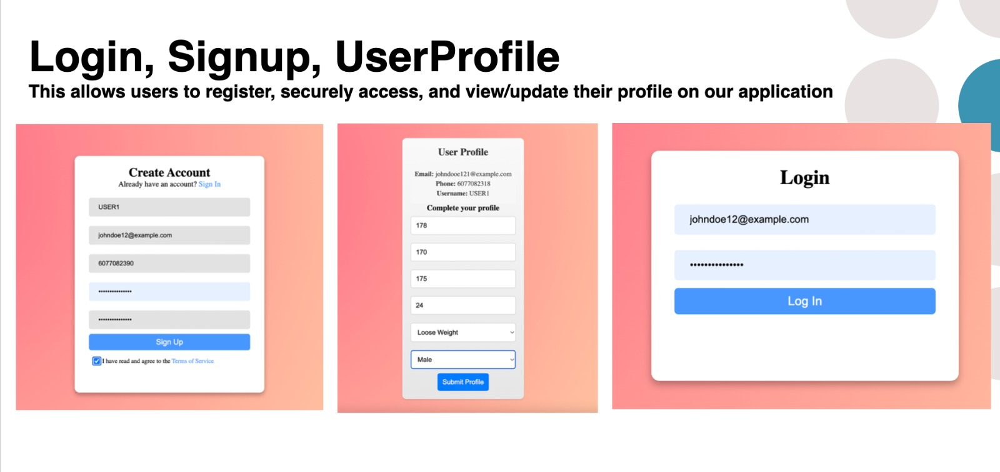 Login, Signup, UserProfile
This allows users to register, securely access, and view/update their profile on our application
Create Account
Already have an account? Sign In
USER1
johndoe12@example.com
6077082390
•••••••••••••••
•••••••••••••••
Sign Up
I have read and agree to the Terms of Service
User Profile
Email: johndooe121@example.com
Phone: 6077082318
Username: USER1
Complete your profile
178
170
175
24
Loose Weight
Male
Submit Profile
Login
johndoe12@example.com
•••••••••••••••
Log In